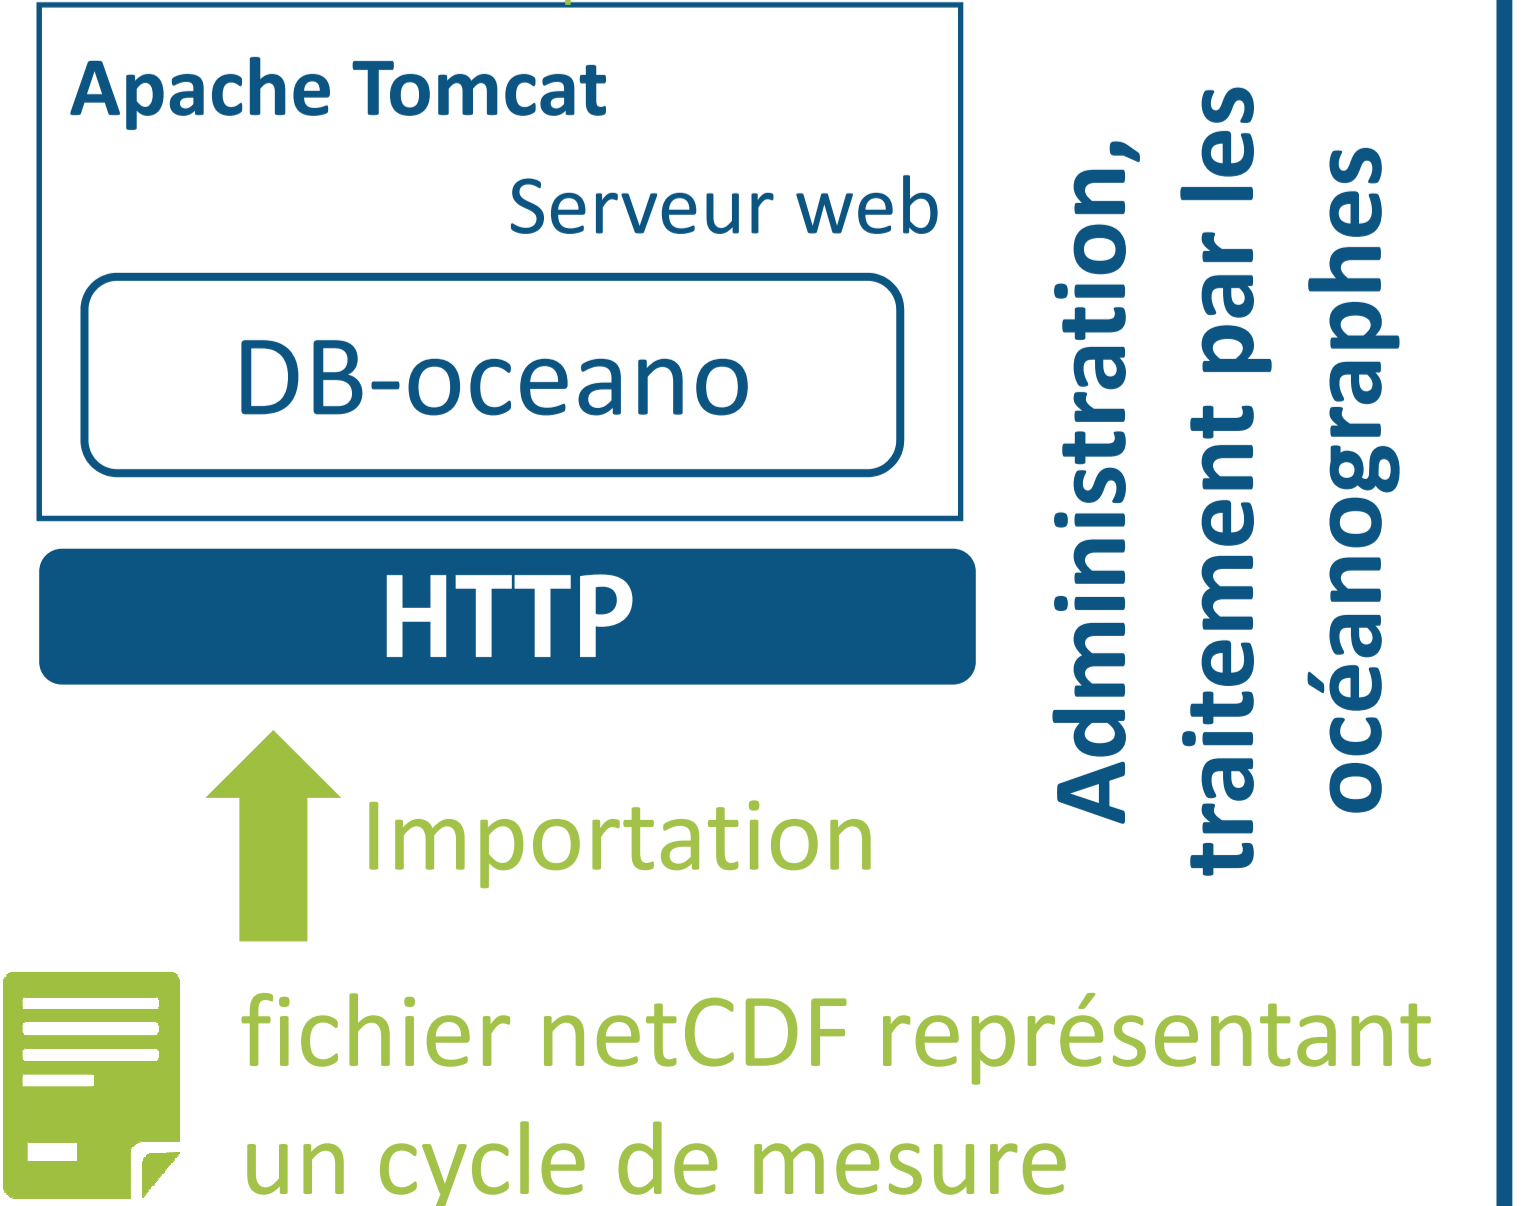 Apache Tomcat
Serveur web
DB-oceano
HTTP
Importation
fichier netCDF représentant
un cycle de mesure
Administration,
traitement par les
océanographes